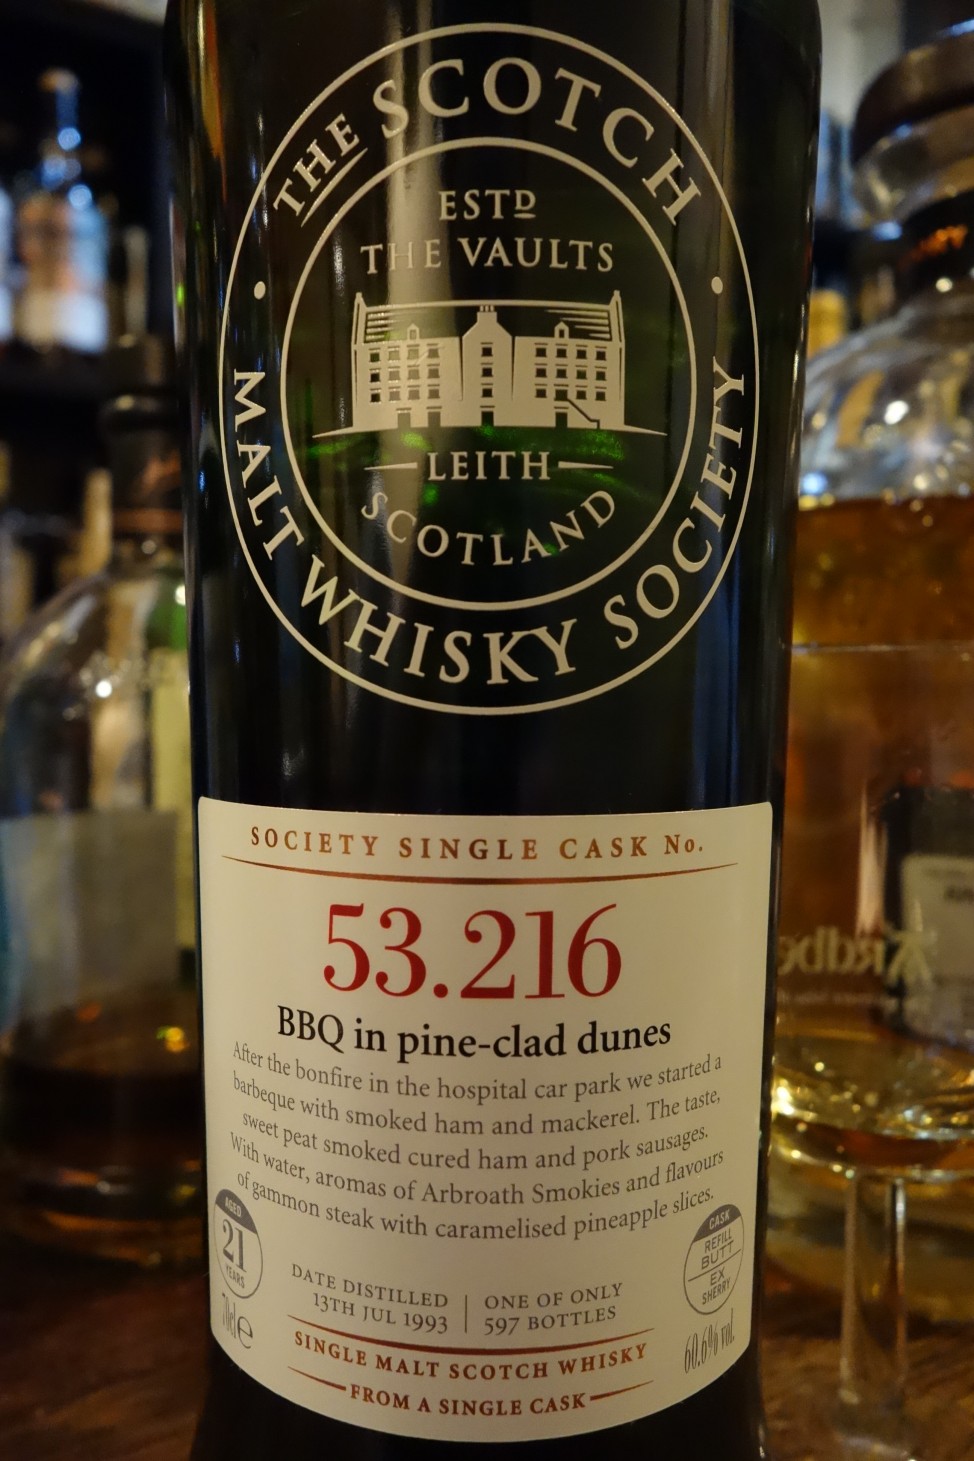 THE SCOTCH
MALT WHISKY SOCIETY
ESTD
THE VAULTS
LEITH
SCOTLAND
SOCIETY SINGLE CASK No.
53.216
BBQ in pine-clad dunes
After the bonfire in the hospital car park we started a
barbeque with smoked ham and mackerel. The taste,
sweet peat smoked cured ham and pork sausages.
With water, aromas of Arbroath Smokies and flavours
of gammon steak with caramelised pineapple slices.
AGED
21
YEARS
CASK
REFILL
BUTT
EX
SHERRY
DATE DISTILLED
13TH JUL 1993
ONE OF ONLY
597 BOTTLES
70cl e
60.6% vol.
SINGLE MALT SCOTCH WHISKY
FROM A SINGLE CASK